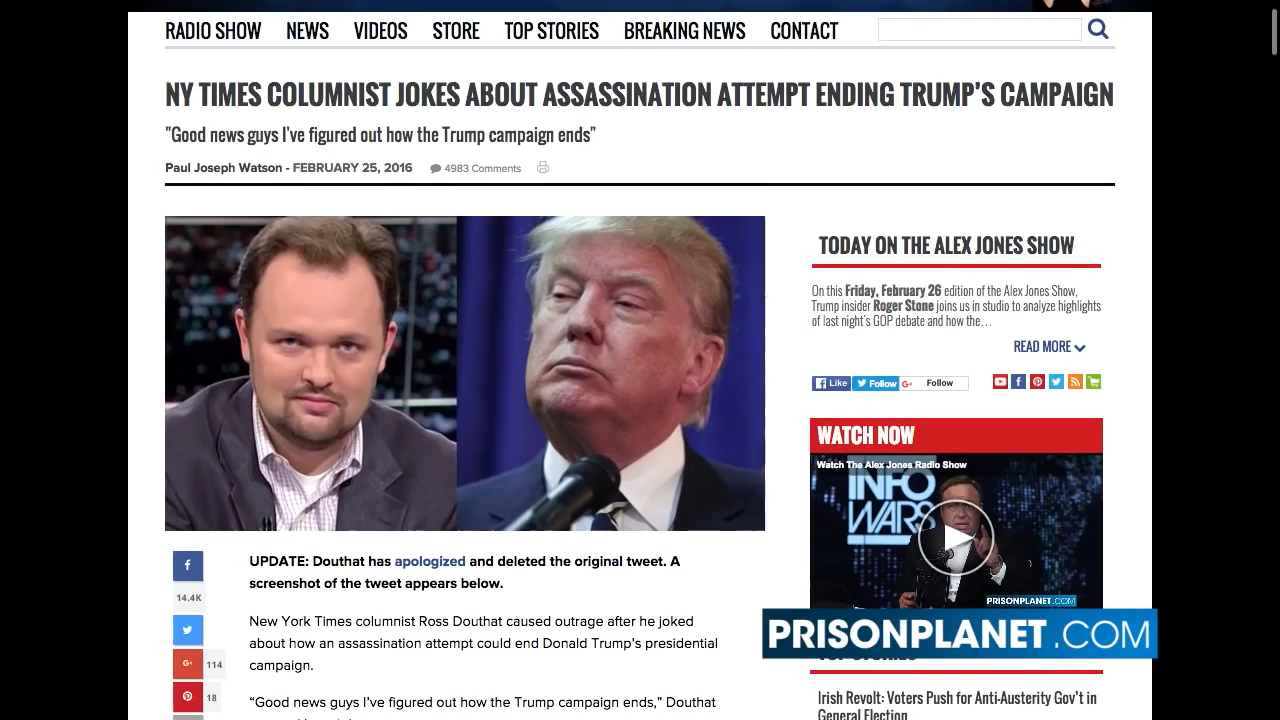 RADIO SHOW NEWS VIDEOS STORE TOP STORIES BREAKING NEWS CONTACT
NY TIMES COLUMNIST JOKES ABOUT ASSASSINATION ATTEMPT ENDING TRUMP'S CAMPAIGN
"Good news guys I've figured out how the Trump campaign ends"
Paul Joseph Watson - FEBRUARY 25, 2016 4983 Comments
TODAY ON THE ALEX JONES SHOW
On this Friday, February 26 edition of the Alex Jones Show,
Trump insider Roger Stone joins us in studio to analyze highlights
of last night's GOP debate and how the…
READ MORE
Like Follow G+ Follow
WATCH NOW
Watch The Alex Jones Radio Show
INFO
WARS
PRISONPLANET.COM
PRISONPLANET.COM
14.4K
G+ 114
18
UPDATE: Douthat has apologized and deleted the original tweet. A
screenshot of the tweet appears below.
New York Times columnist Ross Douthat caused outrage after he joked
about how an assassination attempt could end Donald Trump's presidential
campaign.
“Good news guys I've figured out how the Trump campaign ends,” Douthat
Irish Revolt: Voters Push for Anti-Austerity Gov't in
General Election